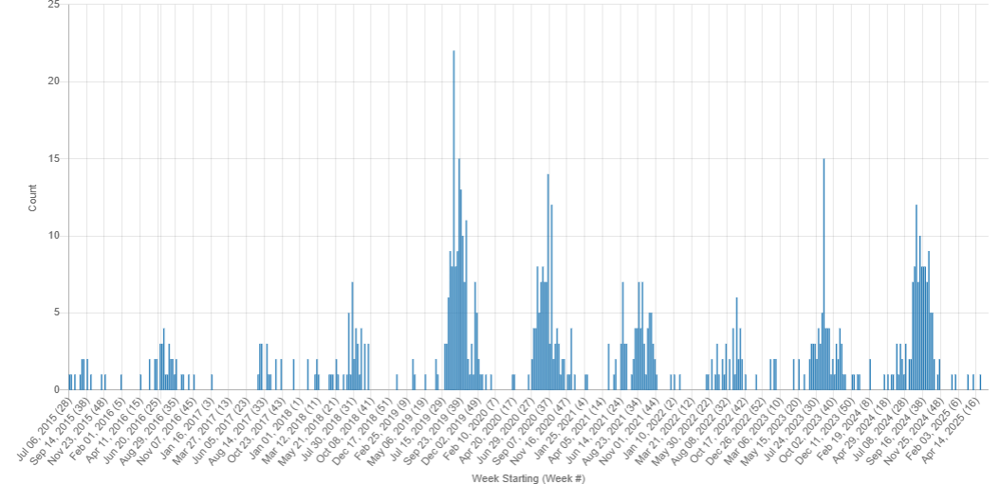 25
20
15
10
5
0
Count
Jul 06, 2015 (28)
Sep 14, 2015 (38)
Nov 23, 2015 (48)
Feb 01, 2016 (5)
Apr 11, 2016 (15)
Jun 20, 2016 (25)
Aug 29, 2016 (35)
Nov 07, 2016 (45)
Jan 16, 2017 (3)
Mar 27, 2017 (13)
Jun 05, 2017 (23)
Aug 14, 2017 (33)
Oct 23, 2017 (43)
Jan 01, 2018 (1)
Mar 12, 2018 (11)
May 21, 2018 (21)
Jul 30, 2018 (31)
Oct 08, 2018 (41)
Dec 17, 2018 (51)
Feb 25, 2019 (9)
May 06, 2019 (19)
Jul 15, 2019 (29)
Sep 23, 2019 (39)
Dec 02, 2019 (49)
Feb 10, 2020 (7)
Apr 20, 2020 (17)
Jun 29, 2020 (27)
Sep 07, 2020 (37)
Nov 16, 2020 (47)
Jan 25, 2021 (4)
Apr 05, 2021 (14)
Jun 14, 2021 (24)
Aug 23, 2021 (34)
Nov 01, 2021 (44)
Jan 10, 2022 (2)
Mar 21, 2022 (12)
May 30, 2022 (22)
Aug 08, 2022 (32)
Oct 17, 2022 (42)
Dec 26, 2022 (52)
Mar 06, 2023 (10)
May 15, 2023 (20)
Jul 24, 2023 (30)
Oct 02, 2023 (40)
Dec 11, 2023 (50)
Feb 19, 2024 (8)
Apr 29, 2024 (18)
Jul 08, 2024 (28)
Sep 16, 2024 (38)
Nov 25, 2024 (48)
Feb 03, 2025 (6)
Apr 14, 2025 (16)
Week Starting (Week #)